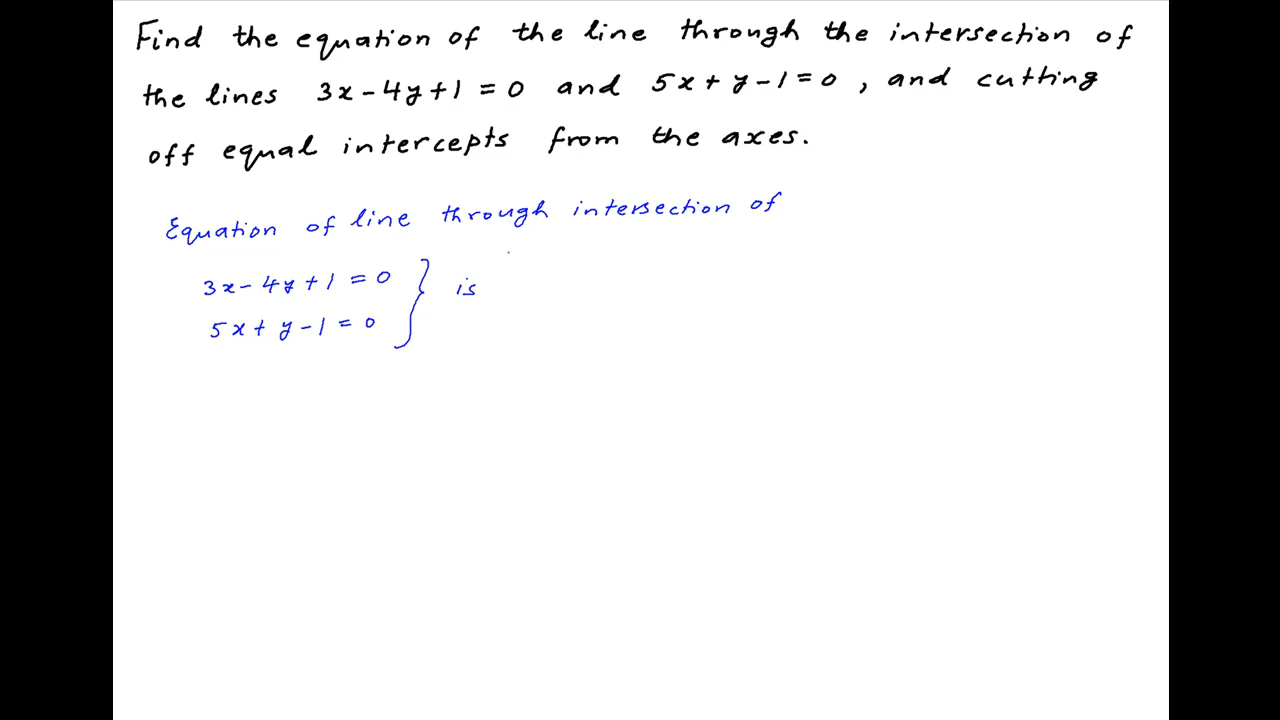 Find the equation of the line through the intersection of
the lines 3x - 4y + 1 = 0 and 5x + y - 1 = 0 , and cutting
off equal intercepts from the axes.
Equation of line through intersection of
3x - 4y + 1 = 0 } is
5x + y - 1 = 0